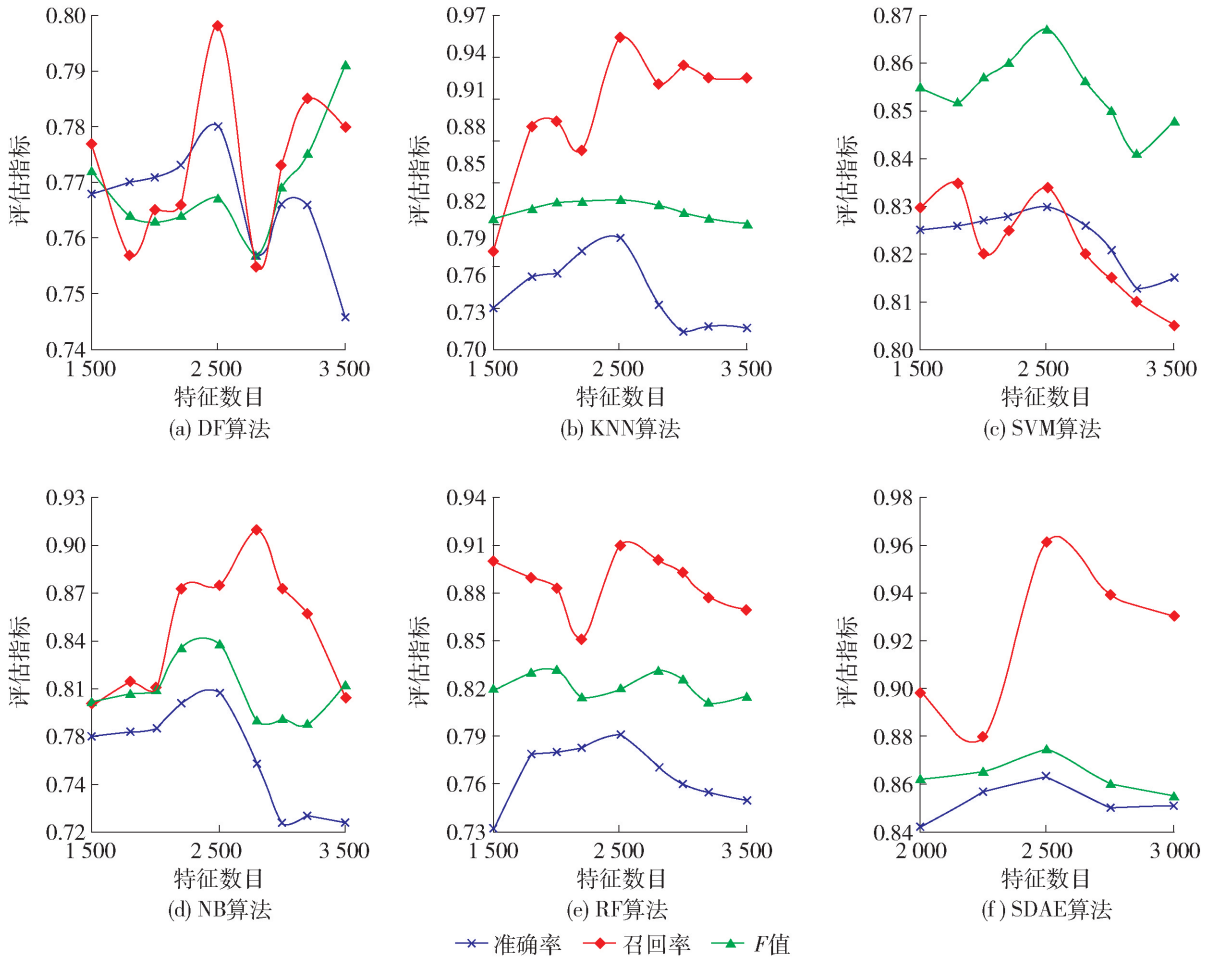 0.80
0.79
0.78
0.77
0.76
0.75
0.74
评估指标
1 500 2 500 3 500
特征数目
(a) DF算法
0.97
0.94
0.91
0.88
0.85
0.82
0.79
0.76
0.73
0.70
评估指标
1 500 2 500 3 500
特征数目
(b) KNN算法
0.87
0.86
0.85
0.84
0.83
0.82
0.81
0.80
评估指标
1 500 2 500 3 500
特征数目
(c) SVM算法
0.93
0.90
0.87
0.84
0.81
0.78
0.74
0.72
评估指标
1 500 2 500 3 500
特征数目
(d) NB算法
0.94
0.91
0.88
0.85
0.82
0.79
0.76
0.73
评估指标
1 500 2 500 3 500
特征数目
(e) RF算法
0.98
0.96
0.94
0.92
0.90
0.88
0.86
0.84
评估指标
2 000 2 500 3 000
特征数目
(f) SDAE算法
准确率 召回率 F值